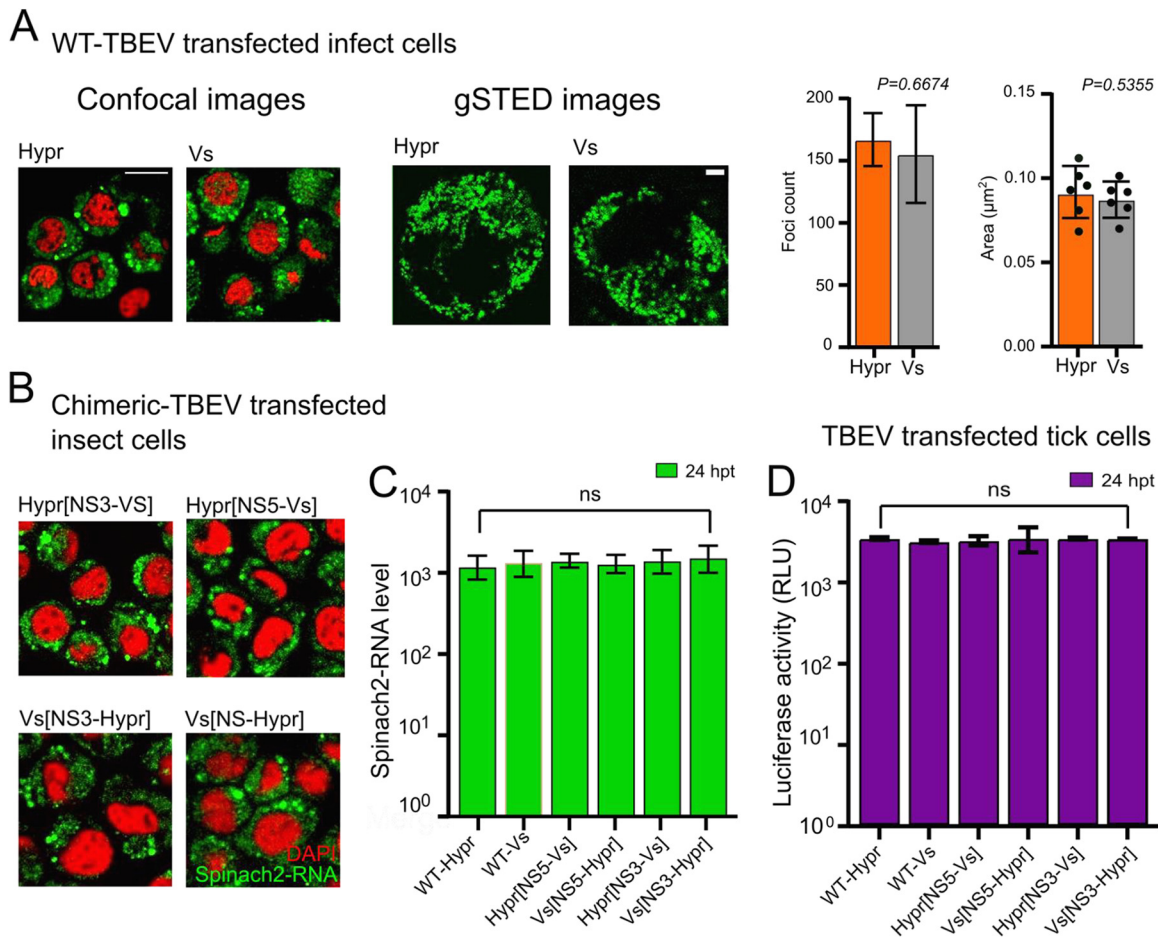 A WT-TBEV transfected infect cells
Confocal images
gSTED images
Hypr
Vs
Hypr
Vs
P=0.6674
200
150
100
50
0
Foci count
Hypr
Vs
P=0.5355
0.15
0.10
0.05
0.00
Area (µm²)
Hypr
Vs
B Chimeric-TBEV transfected
insect cells
Hypr[NS3-VS]
Hypr[NS5-Vs]
Vs[NS3-Hypr]
Vs[NS-Hypr]
DAPI
Spinach2-RNA
C
24 hpt
ns
10⁴
10³
10²
10¹
10⁰
Spinach2-RNA level
WT-Hypr
WT-Vs
Hypr[NS5-Vs]
Vs[NS5-Hypr]
Hypr[NS3-Vs]
Vs[NS3-Hypr]
TBEV transfected tick cells
D
24 hpt
ns
10⁴
10³
10²
10¹
10⁰
Luciferase activity (RLU)
WT-Hypr
WT-Vs
Hypr[NS5-Vs]
Vs[NS5-Hypr]
Hypr[NS3-Vs]
Vs[NS3-Hypr]